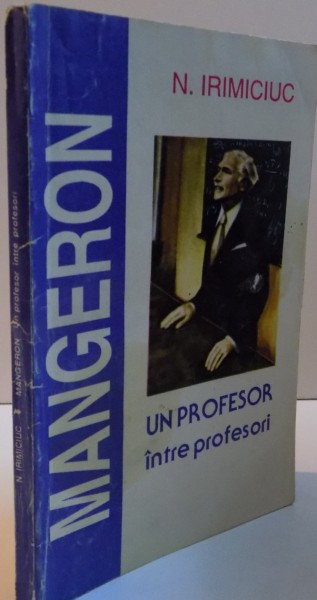 N. IRIMICIUC
MANGERON
UN PROFESOR
între profesori
N. IRIMICIUC * MANGERON Un profesor între profesori